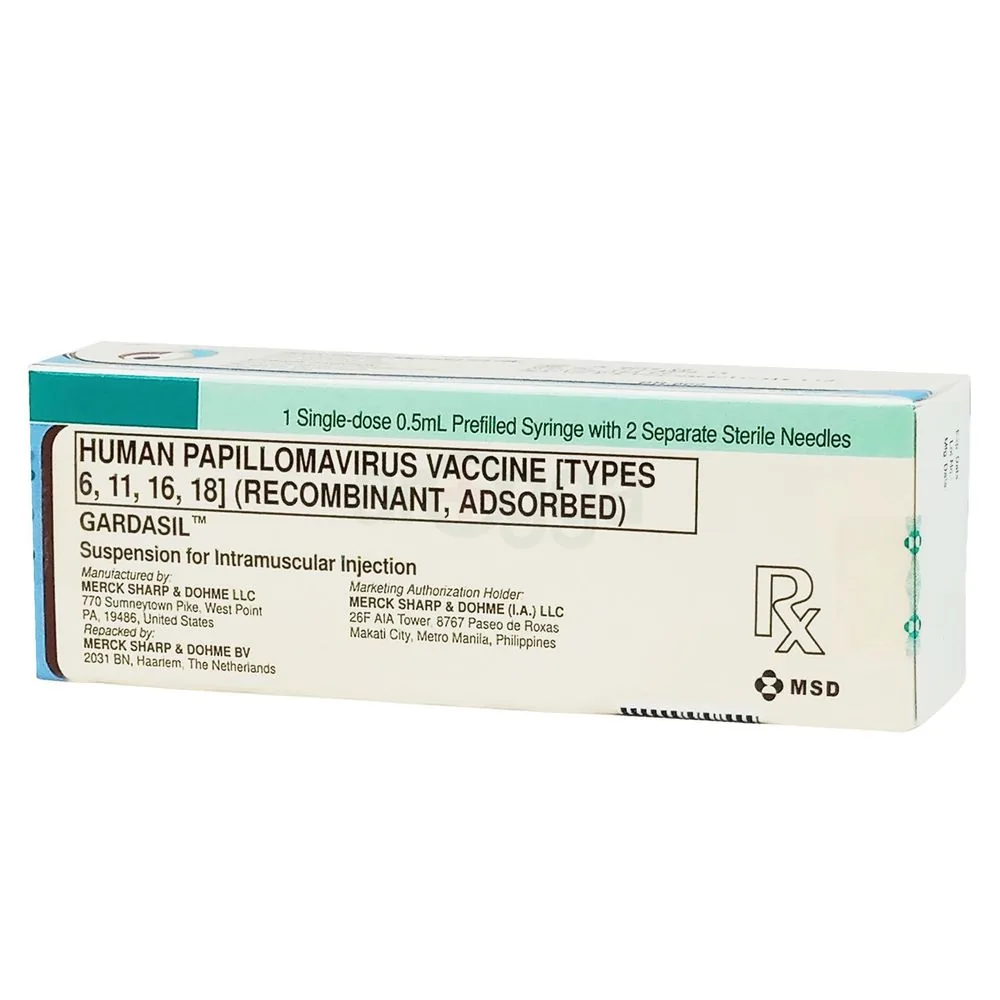 1 Single-dose 0.5mL Prefilled Syringe with 2 Separate Sterile Needles
HUMAN PAPILLOMAVIRUS VACCINE [TYPES
6, 11, 16, 18] (RECOMBINANT, ADSORBED)
GARDASIL™
Suspension for Intramuscular Injection
Manufactured by:
MERCK SHARP & DOHME LLC
770 Sumneytown Pike, West Point
PA, 19486, United States
Repacked by:
MERCK SHARP & DOHME BV
2031 BN, Haarlem, The Netherlands
Marketing Authorization Holder:
MERCK SHARP & DOHME (I.A.) LLC
26F AIA Tower, 8767 Paseo de Roxas
Makati City, Metro Manila, Philippines
Rx
MSD